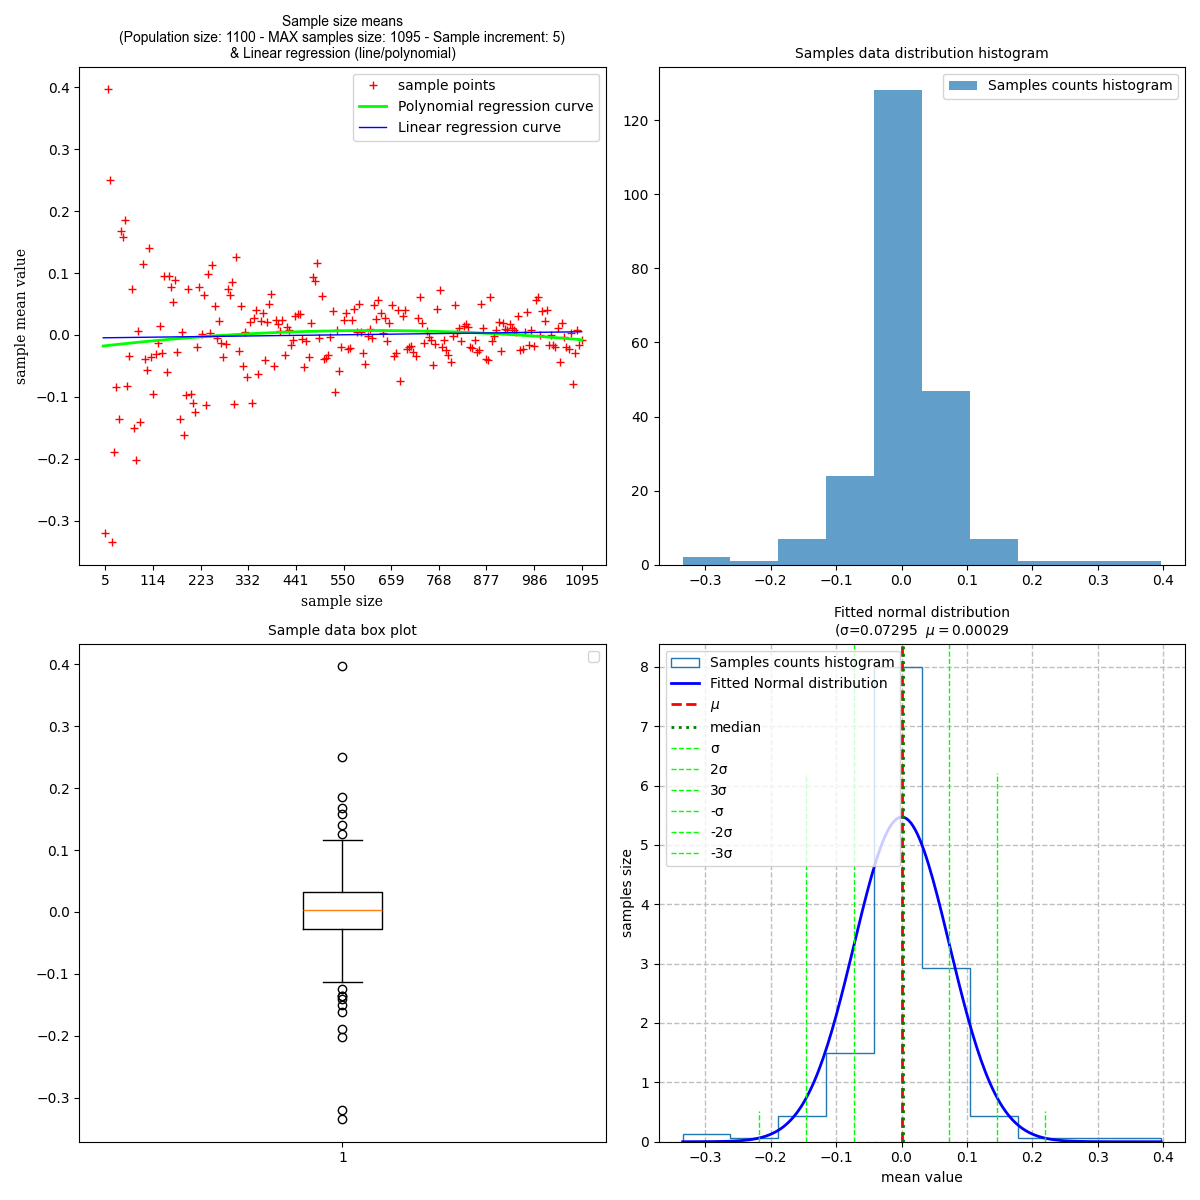 Sample size means
(Population size: 1100 - MAX samples size: 1095 - Sample increment: 5)
& Linear regression (line/polynomial)
sample points
Polynomial regression curve
Linear regression curve
0.4
0.3
0.2
0.1
0.0
−0.1
−0.2
−0.3
sample mean value
5 114 223 332 441 550 659 768 877 986 1095
sample size
Samples data distribution histogram
Samples counts histogram
120
100
80
60
40
20
0
−0.3 −0.2 −0.1 0.0 0.1 0.2 0.3 0.4
Sample data box plot
0.4
0.3
0.2
0.1
0.0
−0.1
−0.2
−0.3
1
Fitted normal distribution
(σ=0.07295 μ = 0.00029
Samples counts histogram
Fitted Normal distribution
μ
median
σ
2σ
3σ
-σ
-2σ
-3σ
8
7
6
5
4
3
2
1
0
samples size
−0.3 −0.2 −0.1 0.0 0.1 0.2 0.3 0.4
mean value